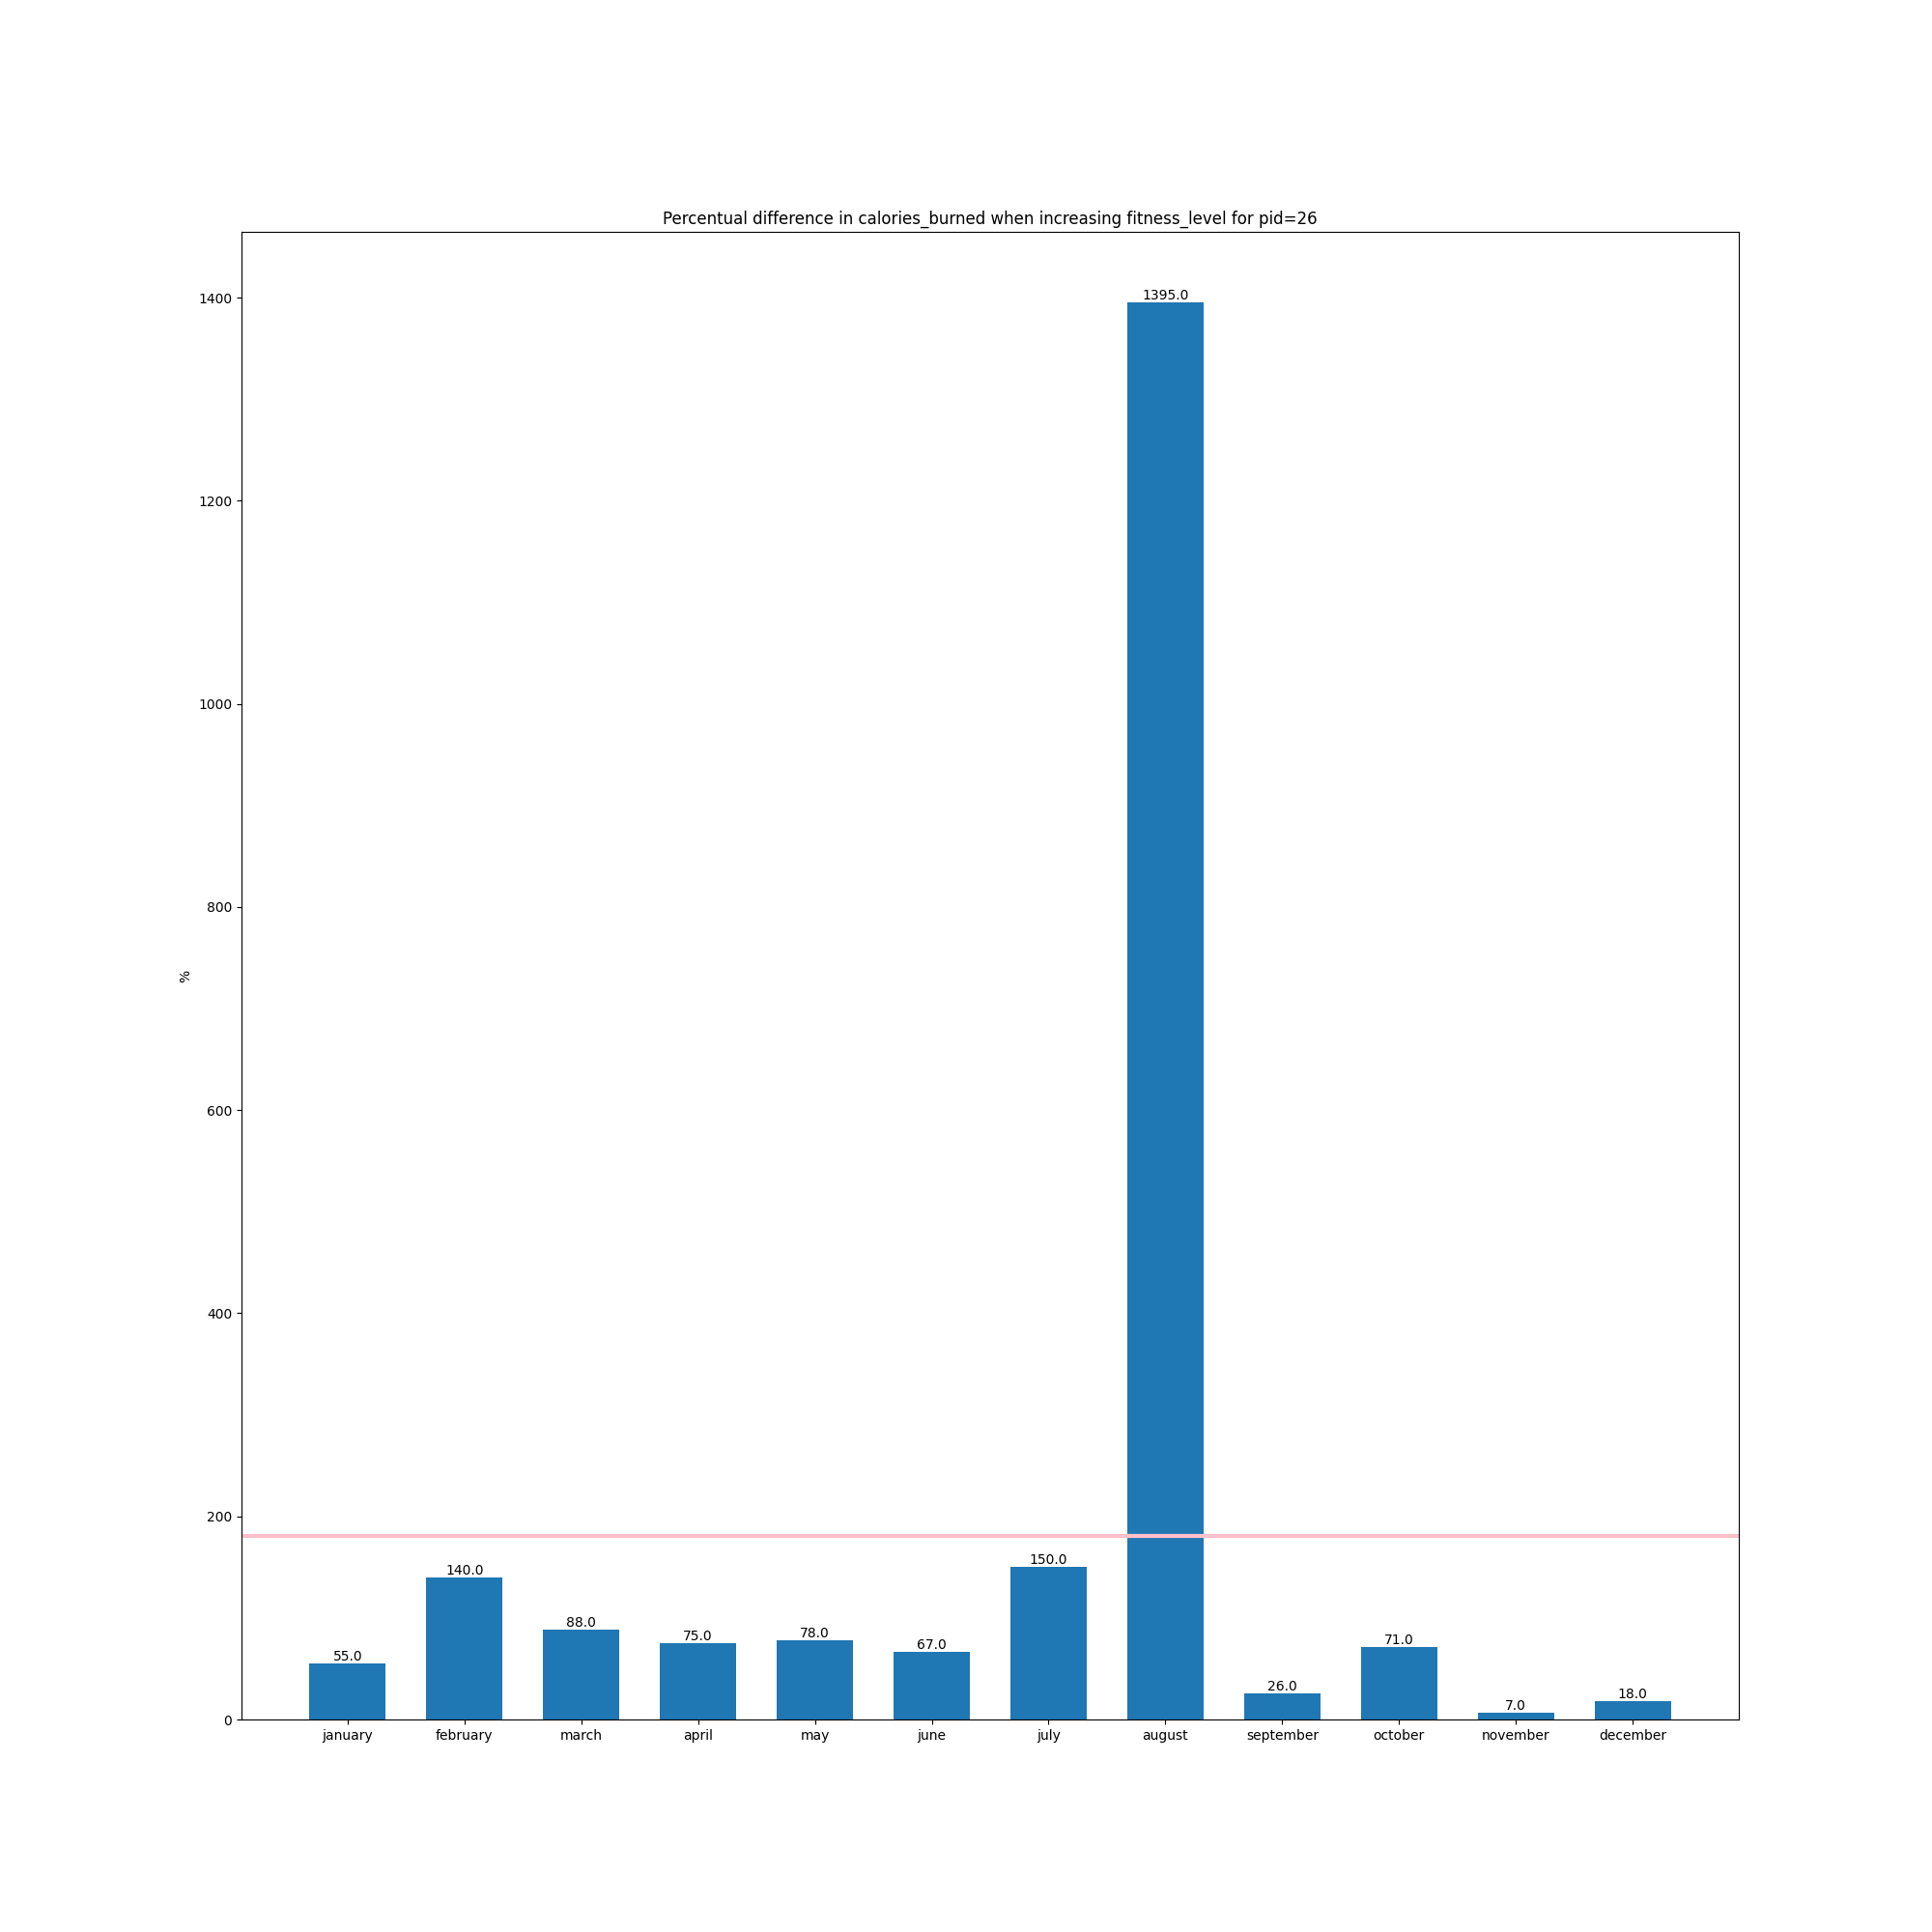 Percentual difference in calories_burned when increasing fitness_level for pid=26
1400
1200
1000
800
600
400
200
0
%
55.0
140.0
88.0
75.0
78.0
67.0
150.0
1395.0
26.0
71.0
7.0
18.0
january
february
march
april
may
june
july
august
september
october
november
december